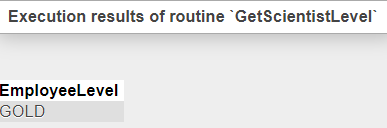 Execution results of routine `GetScientistLevel`
EmployeeLevel
GOLD